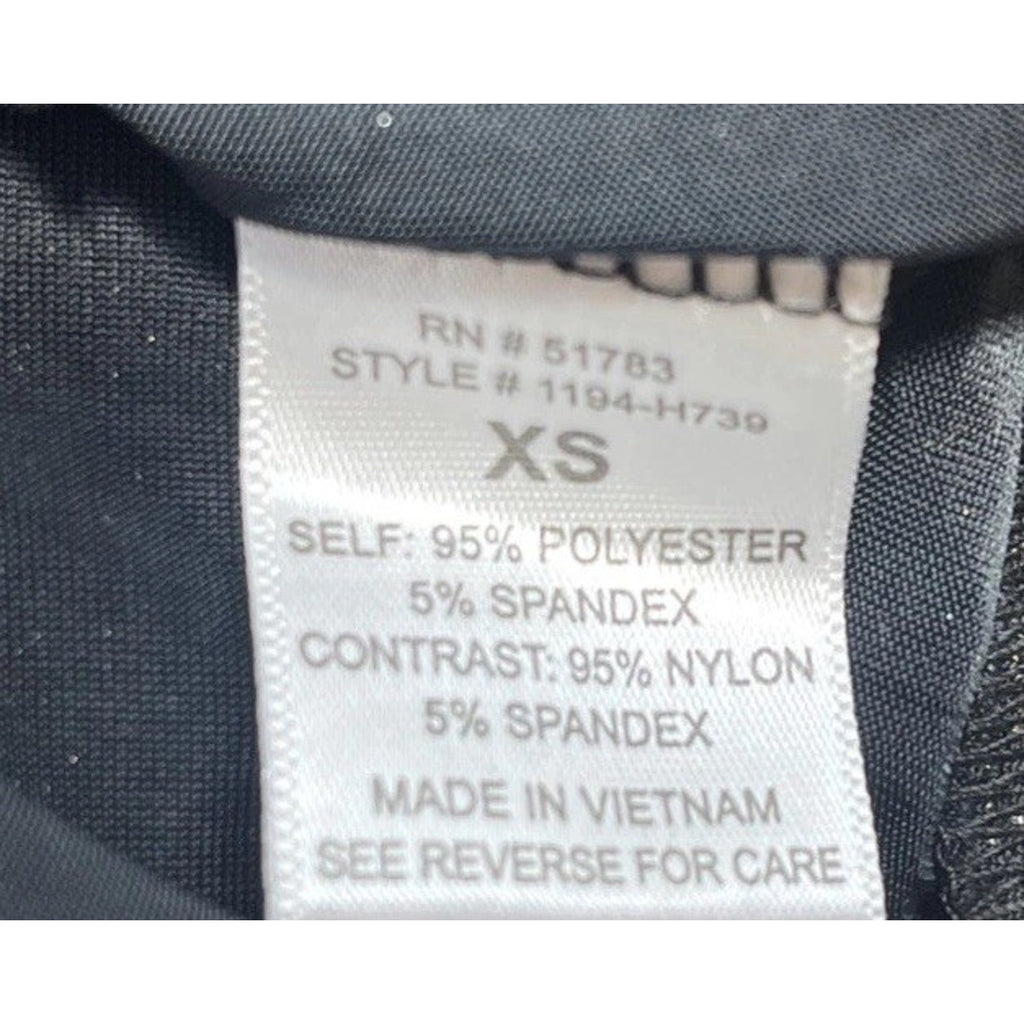 RN # 51783
STYLE # 1194-H739
XS
SELF: 95% POLYESTER
5% SPANDEX
CONTRAST: 95% NYLON
5% SPANDEX
MADE IN VIETNAM
SEE REVERSE FOR CARE